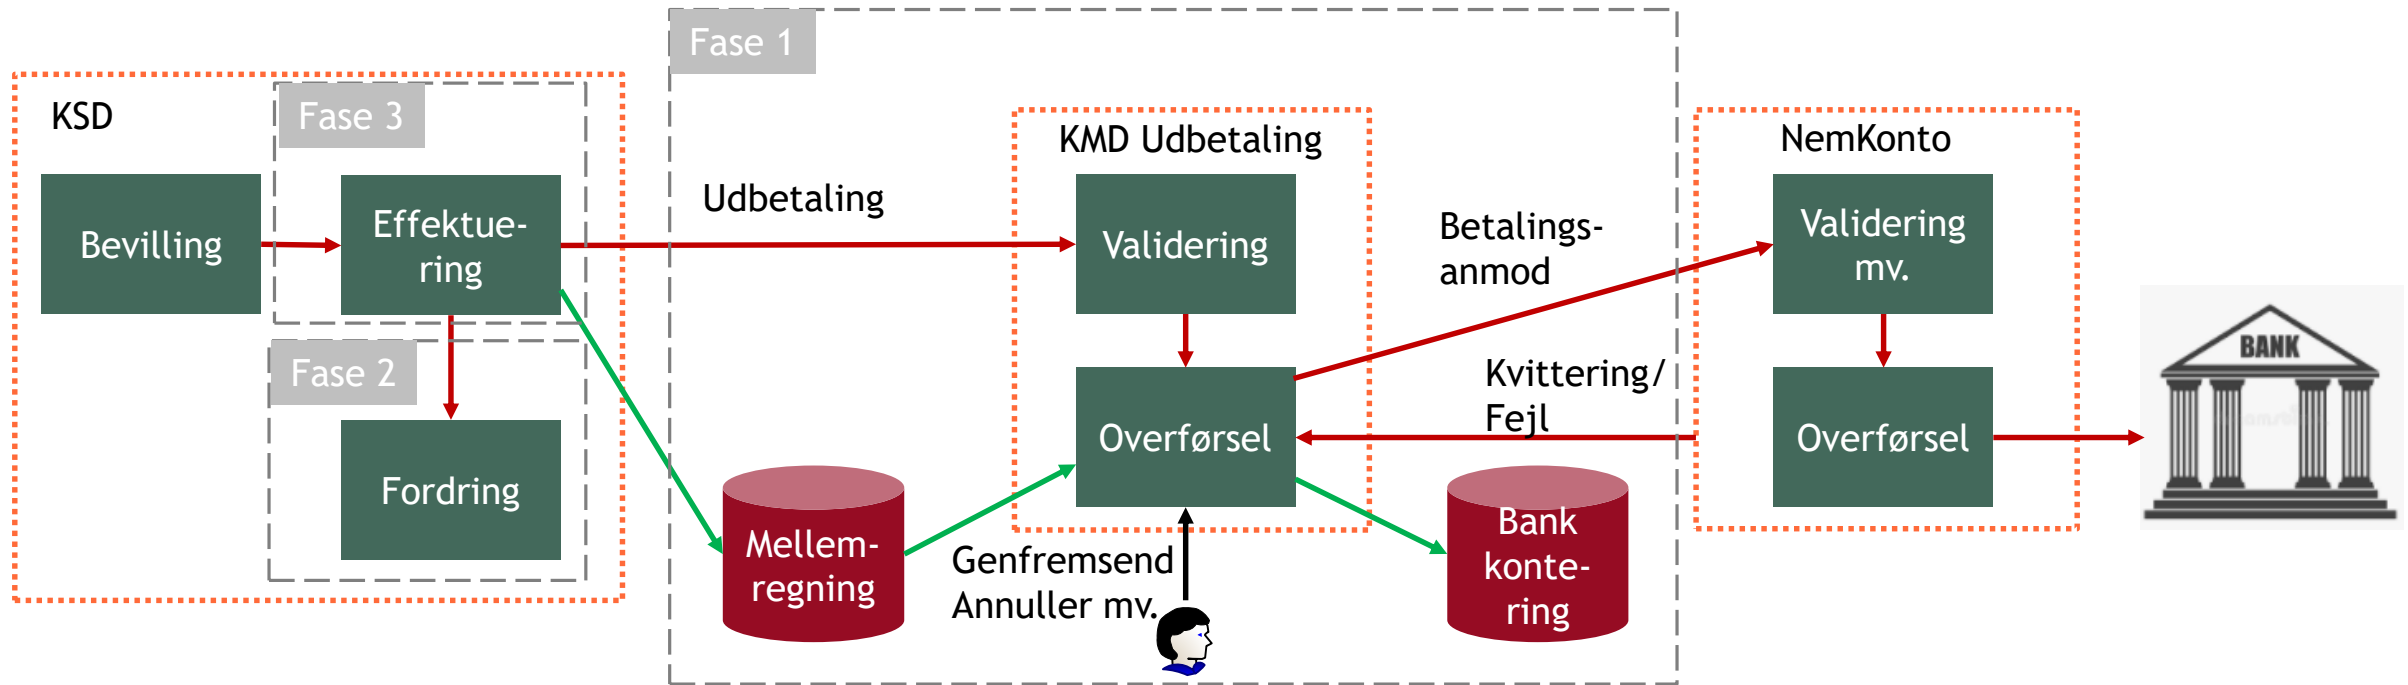 Fase 1
KSD
Fase 3
KMD Udbetaling
NemKonto
Bevilling
Effektue-
ring
Udbetaling
Validering
Betalings-
anmod
Validering
mv.
Fase 2
Fordring
Overførsel
Kvittering/
Fejl
Overførsel
BANK
Mellem-
regning
Genfremsend
Annuller mv.
Bank
konte-
ring